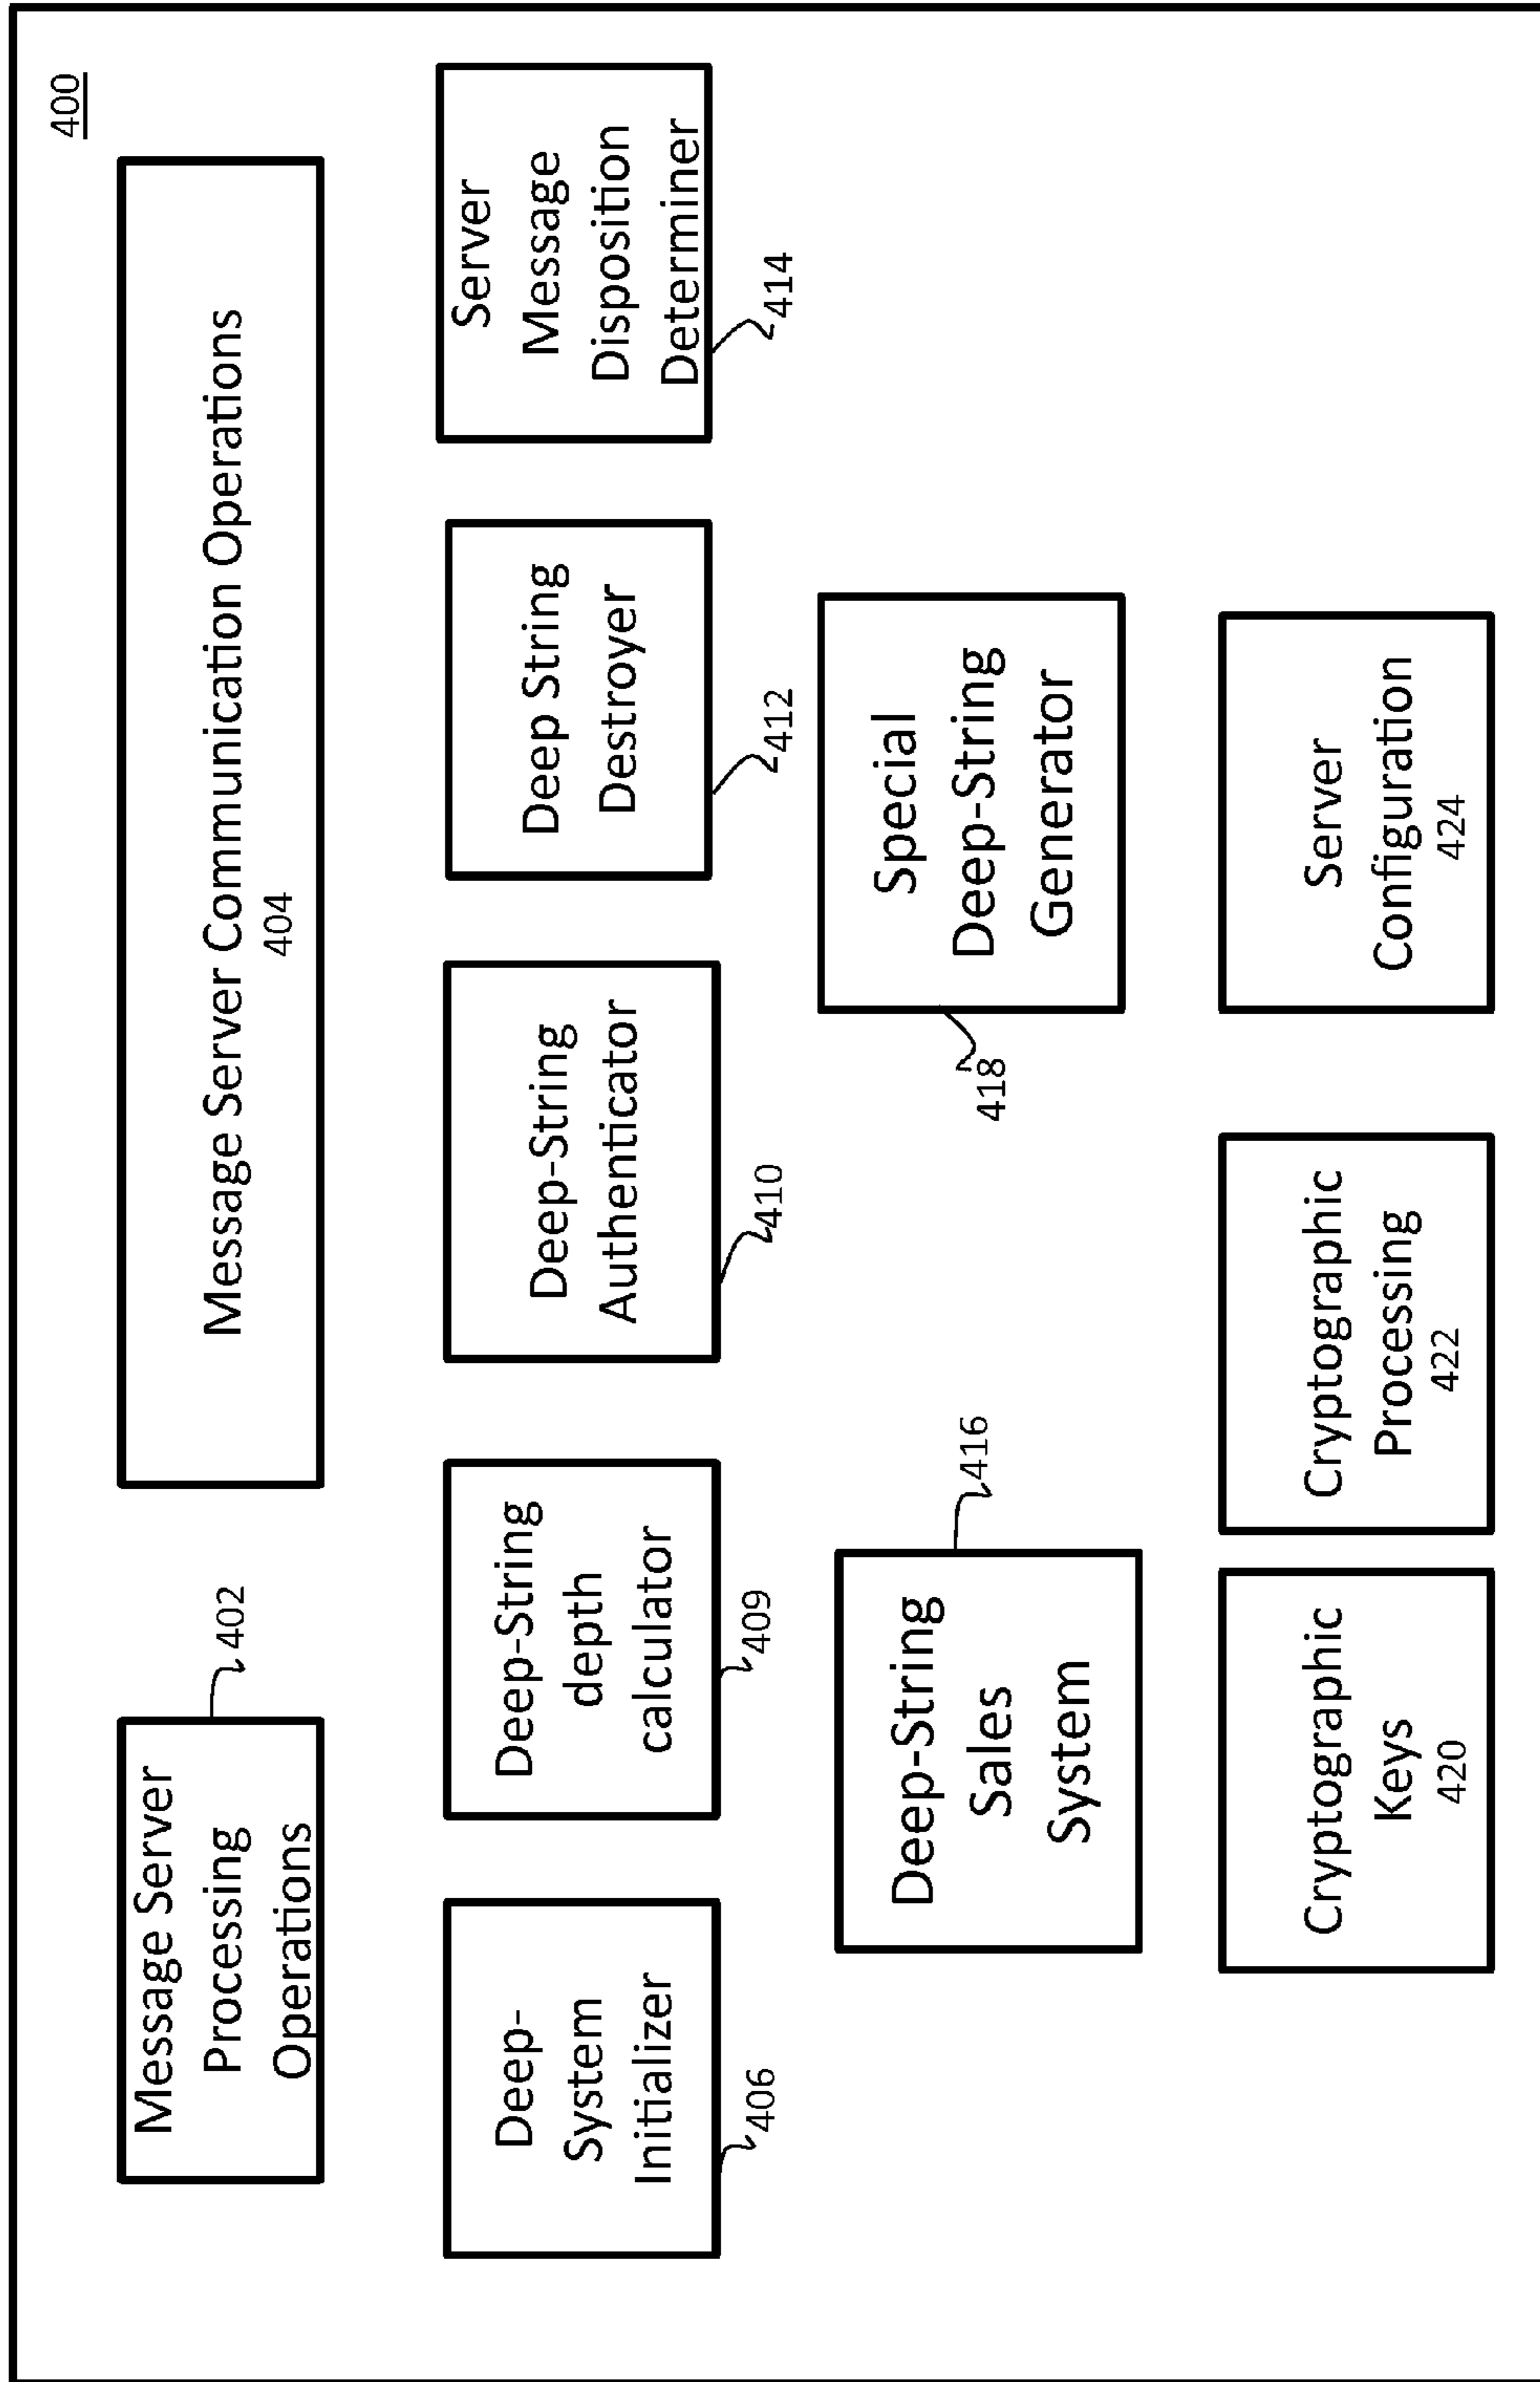 400
Message Server
Processing
Operations
402
Message Server Communication Operations
404
Deep-
System
Initializer
406
Deep-String
depth
calculator
409
Deep-String
Authenticator
410
Deep String
Destroyer
412
Server
Message
Disposition
Determiner
414
Deep-String
Sales
System
416
Special
Deep-String
Generator
418
Cryptographic
Keys
420
Cryptographic
Processing
422
Server
Configuration
424